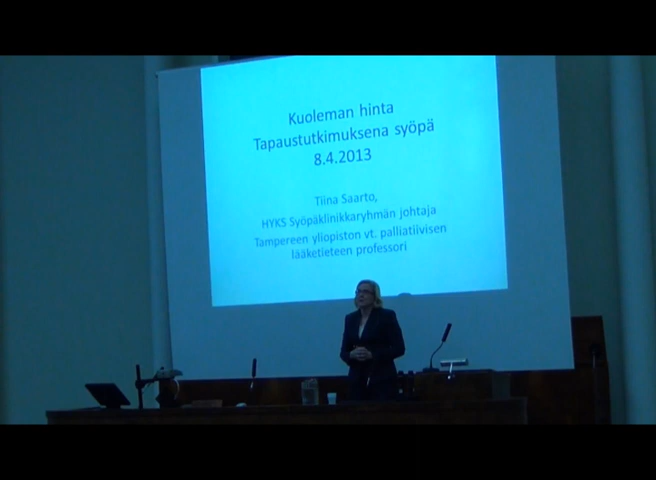 Kuoleman hinta
Tapaustutkimuksena syöpä
8.4.2013
Tiina Saarto,
HYKS Syöpäklinikkaryhmän johtaja
Tampereen yliopiston vt. palliatiivisen
lääketieteen professori